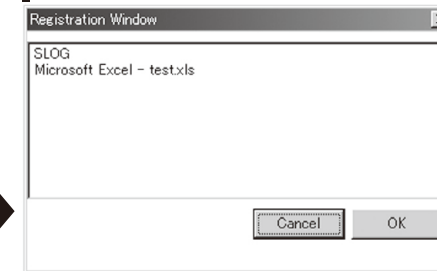 Registration Window
SLOG
Microsoft Excel - test.xls
Cancel
OK